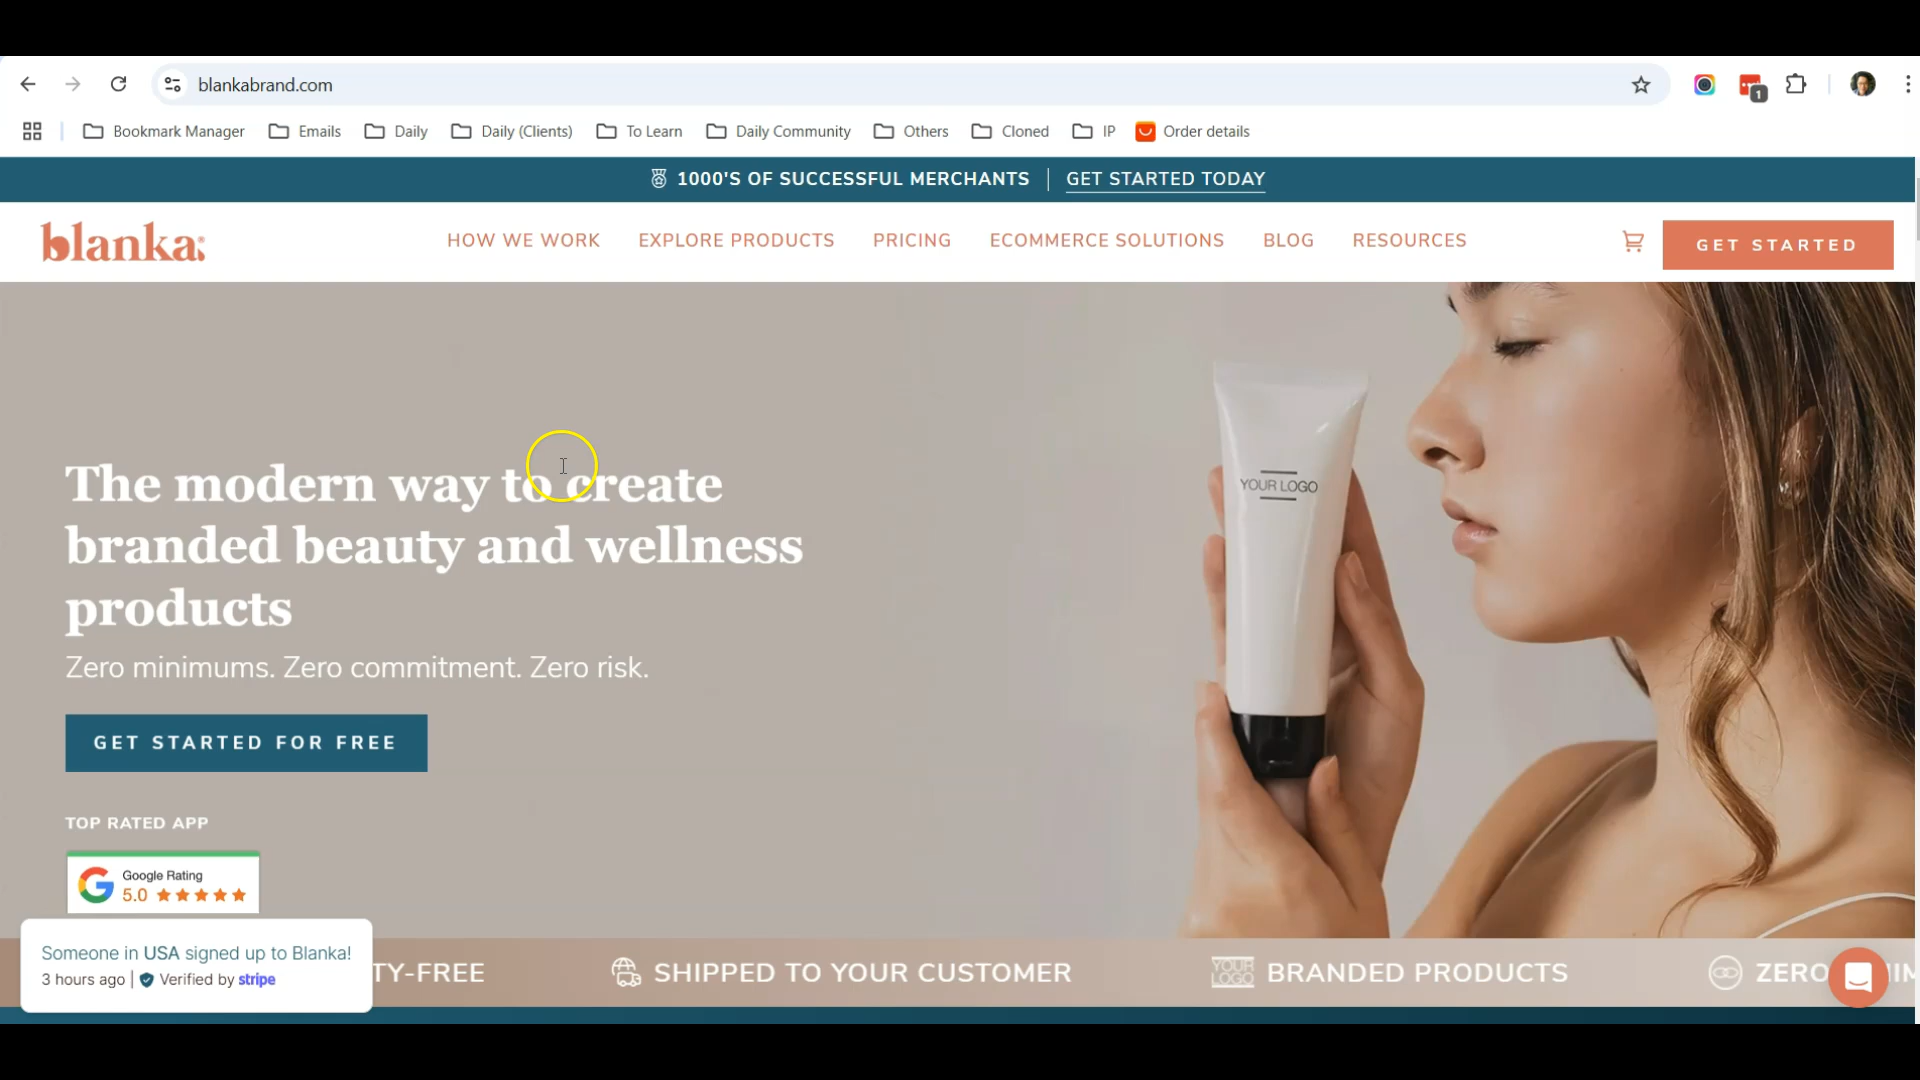 blankabrand.com
1
Bookmark Manager
Emails
Daily
Daily (Clients)
To Learn
Daily Community
Others
Cloned
IP
Order details
1000'S OF SUCCESSFUL MERCHANTS | GET STARTED TODAY
blanka
HOW WE WORK
EXPLORE PRODUCTS
PRICING
ECOMMERCE SOLUTIONS
BLOG
RESOURCES
GET STARTED
The modern way to create
branded beauty and wellness
products
Zero minimums. Zero commitment. Zero risk.
GET STARTED FOR FREE
YOUR LOGO
TOP RATED APP
Google Rating
5.0
Someone in USA signed up to Blanka!
3 hours ago | Verified by stripe
TY-FREE
SHIPPED TO YOUR CUSTOMER
YOUR LOGO
BRANDED PRODUCTS
ZERO